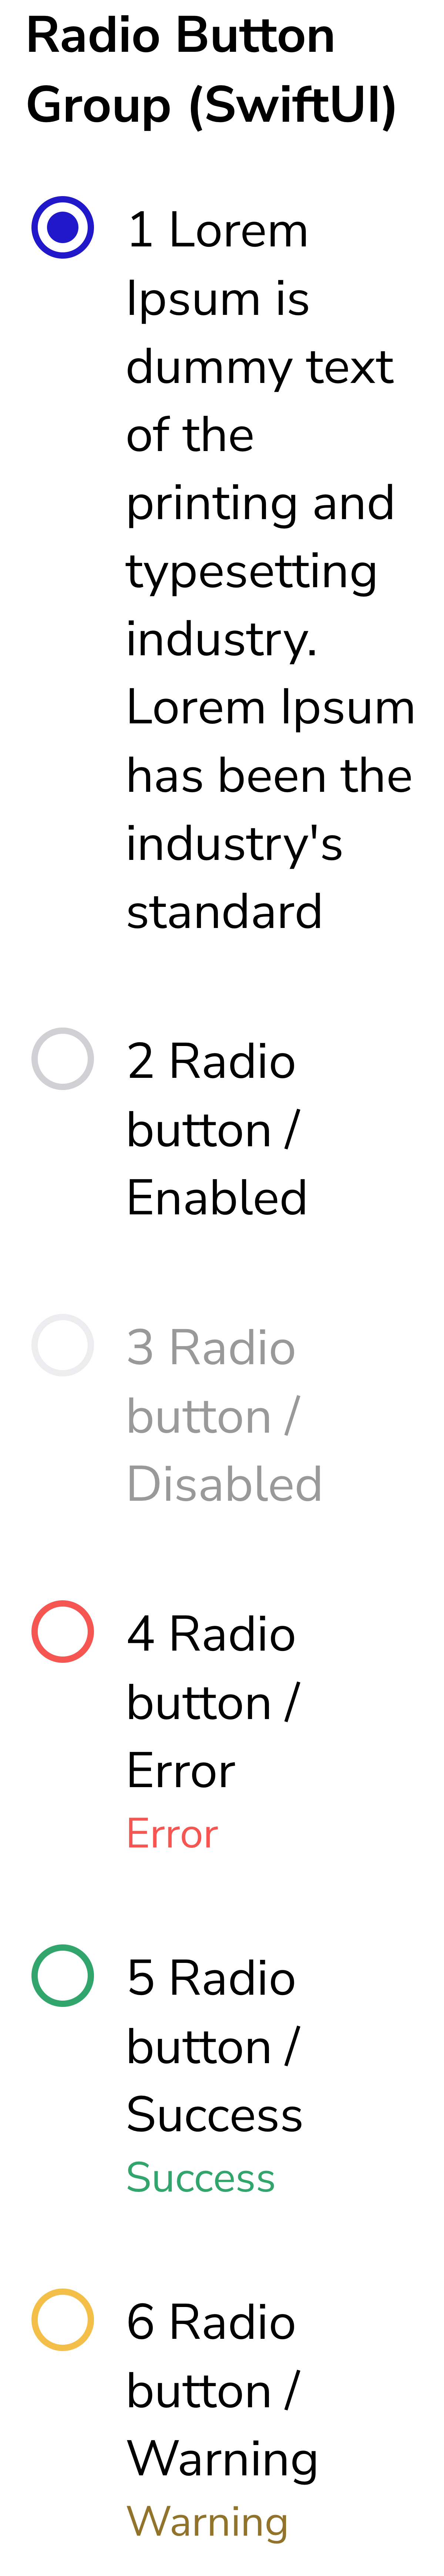 Radio Button
Group (SwiftUI)
1 Lorem
Ipsum is
dummy text
of the
printing and
typesetting
industry.
Lorem Ipsum
has been the
industry's
standard
2 Radio
button /
Enabled
3 Radio
button /
Disabled
4 Radio
button /
Error
Error
5 Radio
button /
Success
Success
6 Radio
button /
Warning
Warning